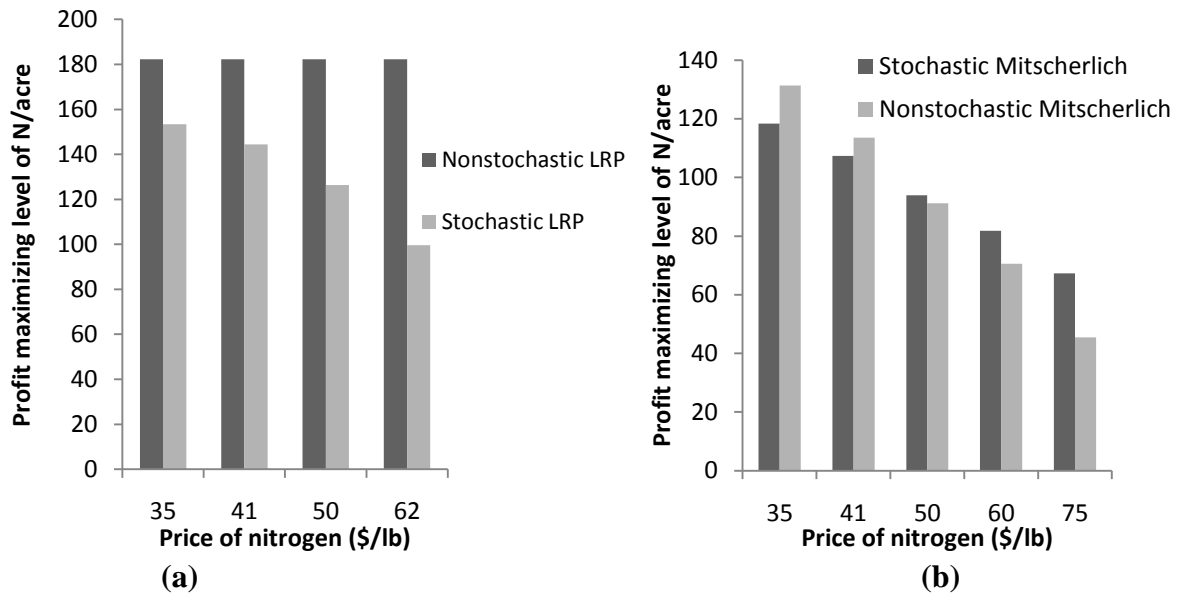 Profit maximizing level of N/acre
200
180
160
140
120
100
80
60
40
20
0
35 41 50 62
Price of nitrogen ($/lb)
Nonstochastic LRP
Stochastic LRP
(a)
Profit maximizing level of N/acre
140
120
100
80
60
40
20
0
35 41 50 60 75
Price of nitrogen ($/lb)
Stochastic Mitscherlich
Nonstochastic Mitscherlich
(b)